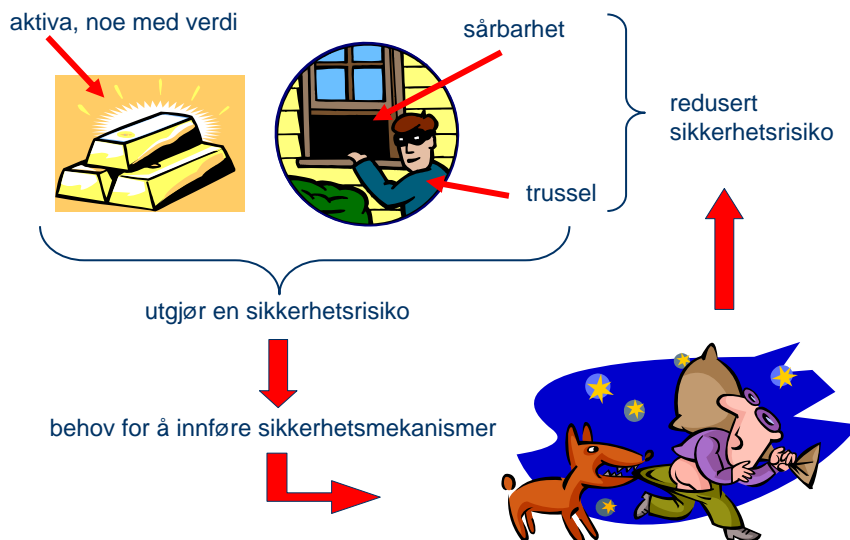 aktiva, noe med verdi
sårbarhet
redusert
sikkerhetsrisiko
trussel
utgjør en sikkerhetsrisiko
behov for å innføre sikkerhetsmekanismer